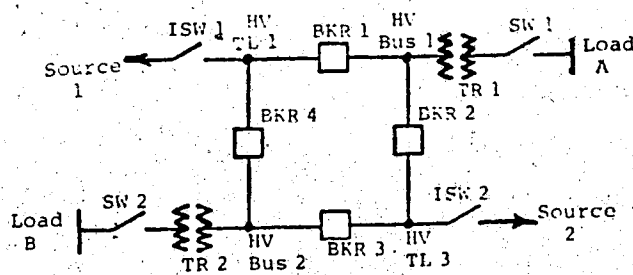 ISW 1
HV
TL 1
BKR 1
HV
Bus 1
SW 1
Load
A
Source
1
TR 1
BKR 4
BKR 2
SW 2
ISW 2
Load
B
Source
2
TR 2
HV
Bus 2
BKR 3
HV
TL 3